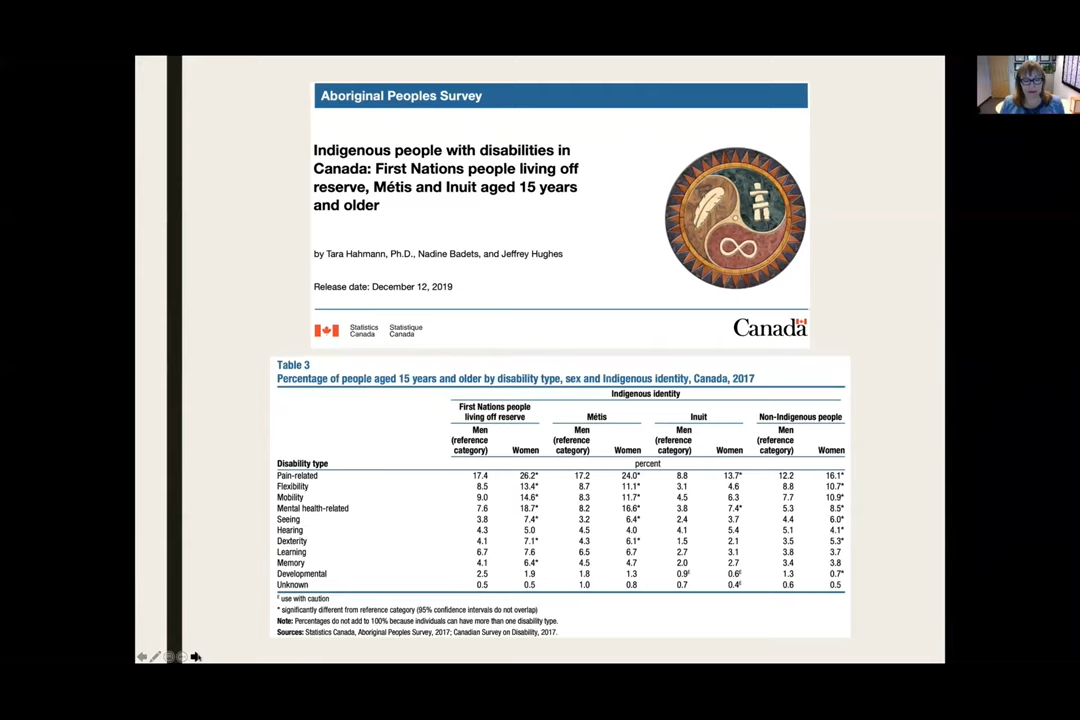 Aboriginal Peoples Survey
Indigenous people with disabilities in
Canada: First Nations people living off
reserve, Métis and Inuit aged 15 years
and older
by Tara Hahmann, Ph.D., Nadine Badets, and Jeffrey Hughes
Release date: December 12, 2019
Statistics Statistique
Canada Canada
Canada
Table 3
Percentage of people aged 15 years and older by disability type, sex and Indigenous identity, Canada, 2017
Indigenous identity
First Nations people
living off reserve Métis Inuit Non-Indigenous people
Men Men Men Men
(reference (reference (reference (reference
category) Women category) Women category) Women category) Women
Disability type percent
Pain-related 17.4 26.2* 17.2 24.0* 8.8 13.7* 12.2 16.1*
Flexibility 8.5 13.4* 8.7 11.1* 3.1 4.6 8.8 10.7*
Mobility 9.0 14.6* 8.3 11.7* 4.5 6.3 7.7 10.9*
Mental health-related 7.6 18.7* 8.2 16.6* 3.8 7.4* 5.3 8.5*
Seeing 3.8 7.4* 3.2 6.4* 2.4 3.7 4.4 6.0*
Hearing 4.3 5.0 4.5 4.0 4.1 5.4 5.1 4.1*
Dexterity 4.1 7.1* 4.3 6.1* 1.5 2.1 3.5 5.3*
Learning 6.7 7.6 6.5 6.7 2.7 3.1 3.8 3.7
Memory 4.1 6.4* 4.5 4.7 2.0 2.7 3.4 3.8
Developmental 2.5 1.9 1.8 1.3 0.9ᴱ 0.6ᴱ 1.3 0.7*
Unknown 0.5 0.5 1.0 0.8 0.7 0.4ᴱ 0.6 0.5
ᴱ use with caution
* significantly different from reference category (95% confidence intervals do not overlap)
Note: Percentages do not add to 100% because individuals can have more than one disability type.
Sources: Statistics Canada, Aboriginal Peoples Survey, 2017; Canadian Survey on Disability, 2017.